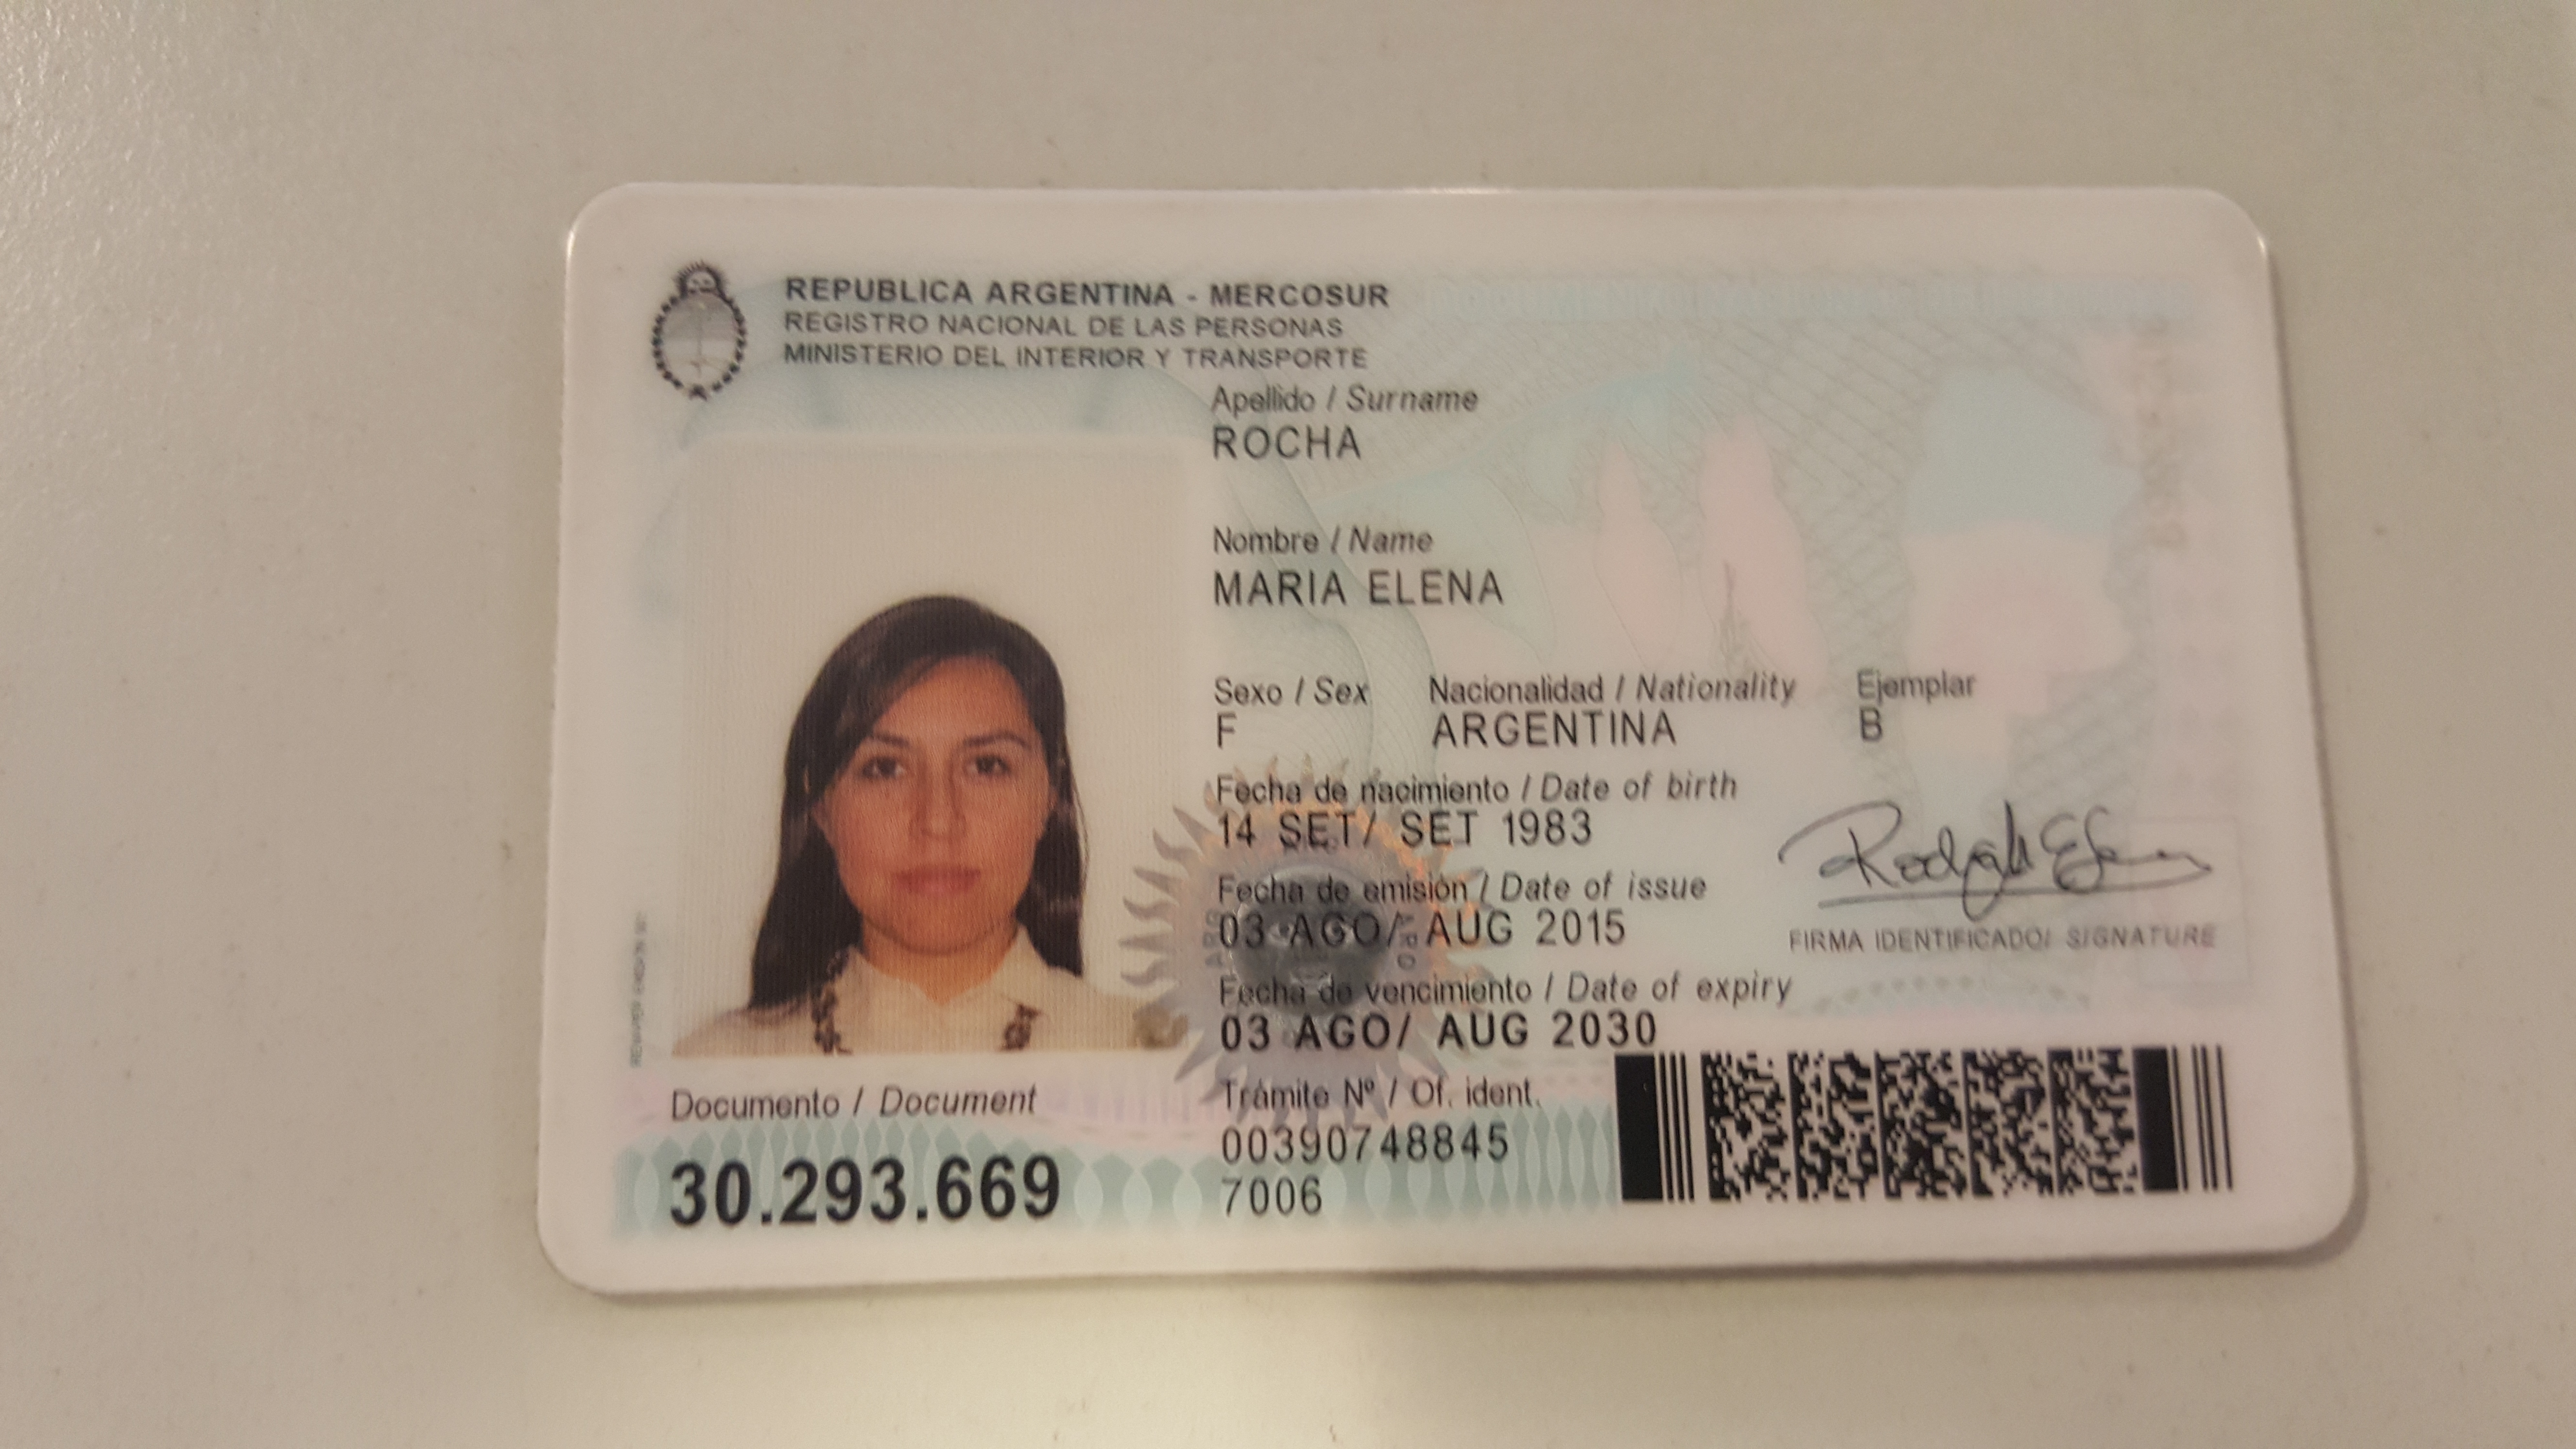 REPUBLICA ARGENTINA - MERCOSUR
REGISTRO NACIONAL DE LAS PERSONAS
MINISTERIO DEL INTERIOR Y TRANSPORTE
Apellido / Surname
ROCHA
Nombre / Name
MARIA ELENA
Sexo / Sex Nacionalidad / Nationality Ejemplar
F ARGENTINA B
Fecha de nacimiento / Date of birth
14 SET/ SET 1983
Fecha de emisión / Date of issue
03 AGO/ AUG 2015
Fecha de vencimiento / Date of expiry
03 AGO/ AUG 2030
FIRMA IDENTIFICADO/ SIGNATURE
Documento / Document
30.293.669
Trámite Nº / Of. ident.
00390748845
7006